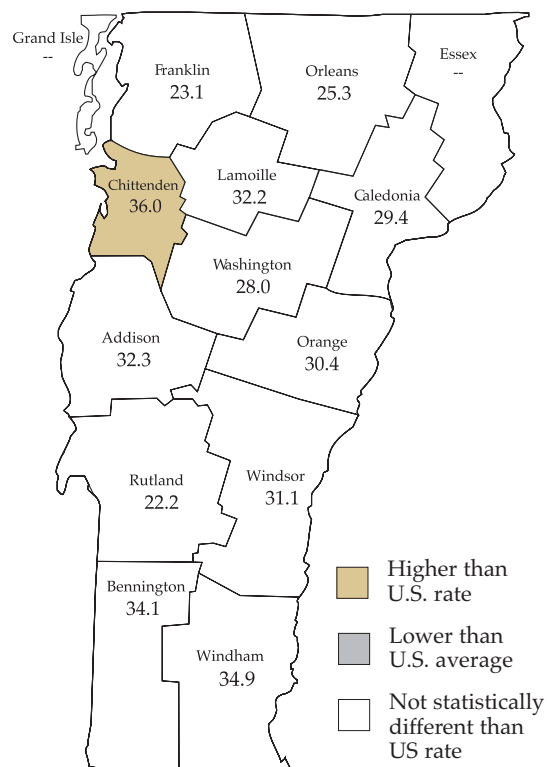 Grand Isle
--
Essex
--
Franklin
23.1
Orleans
25.3
Chittenden
36.0
Lamoille
32.2
Caledonia
29.4
Washington
28.0
Addison
32.3
Orange
30.4
Rutland
22.2
Windsor
31.1
Bennington
34.1
Windham
34.9
Higher than
U.S. rate
Lower than
U.S. average
Not statistically
different than
US rate